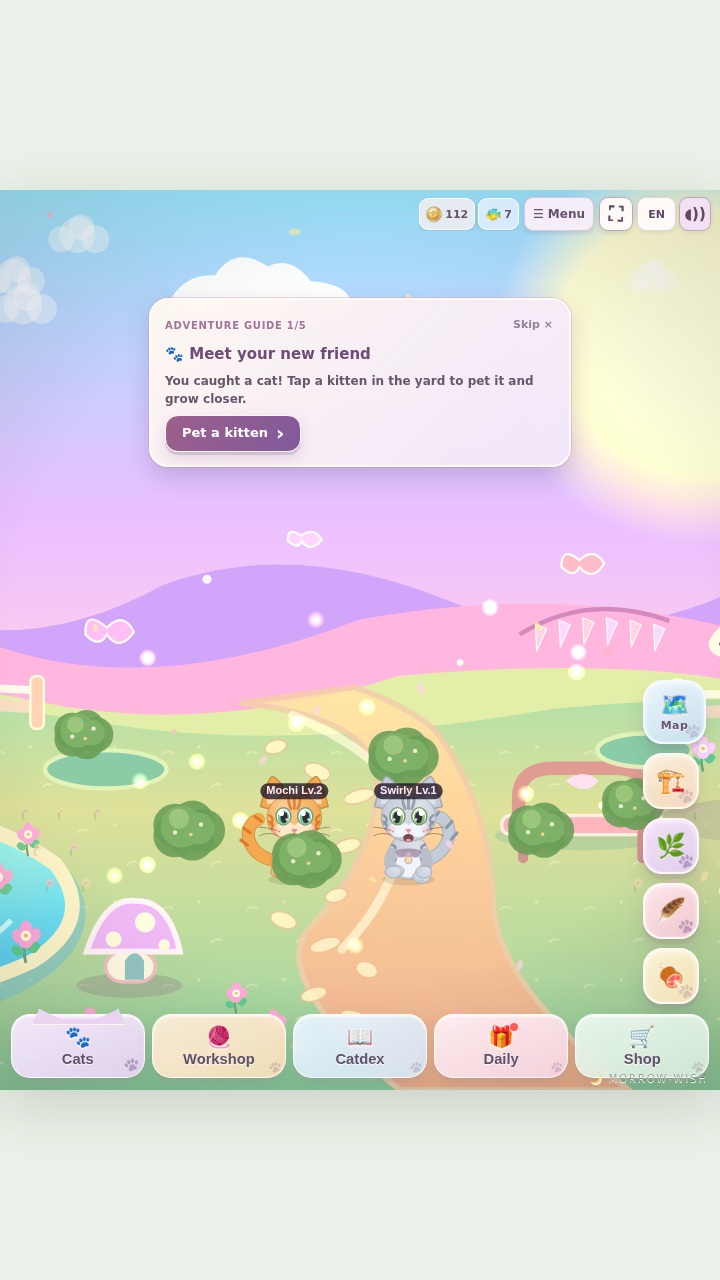 112
7
☰ Menu
EN
ADVENTURE GUIDE 1/5
Skip ×
Meet your new friend
You caught a cat! Tap a kitten in the yard to pet it and
grow closer.
Pet a kitten ›
Map
Mochi Lv.2
Swirly Lv.1
Cats
Workshop
Catdex
Daily
Shop
MORROW·WISH